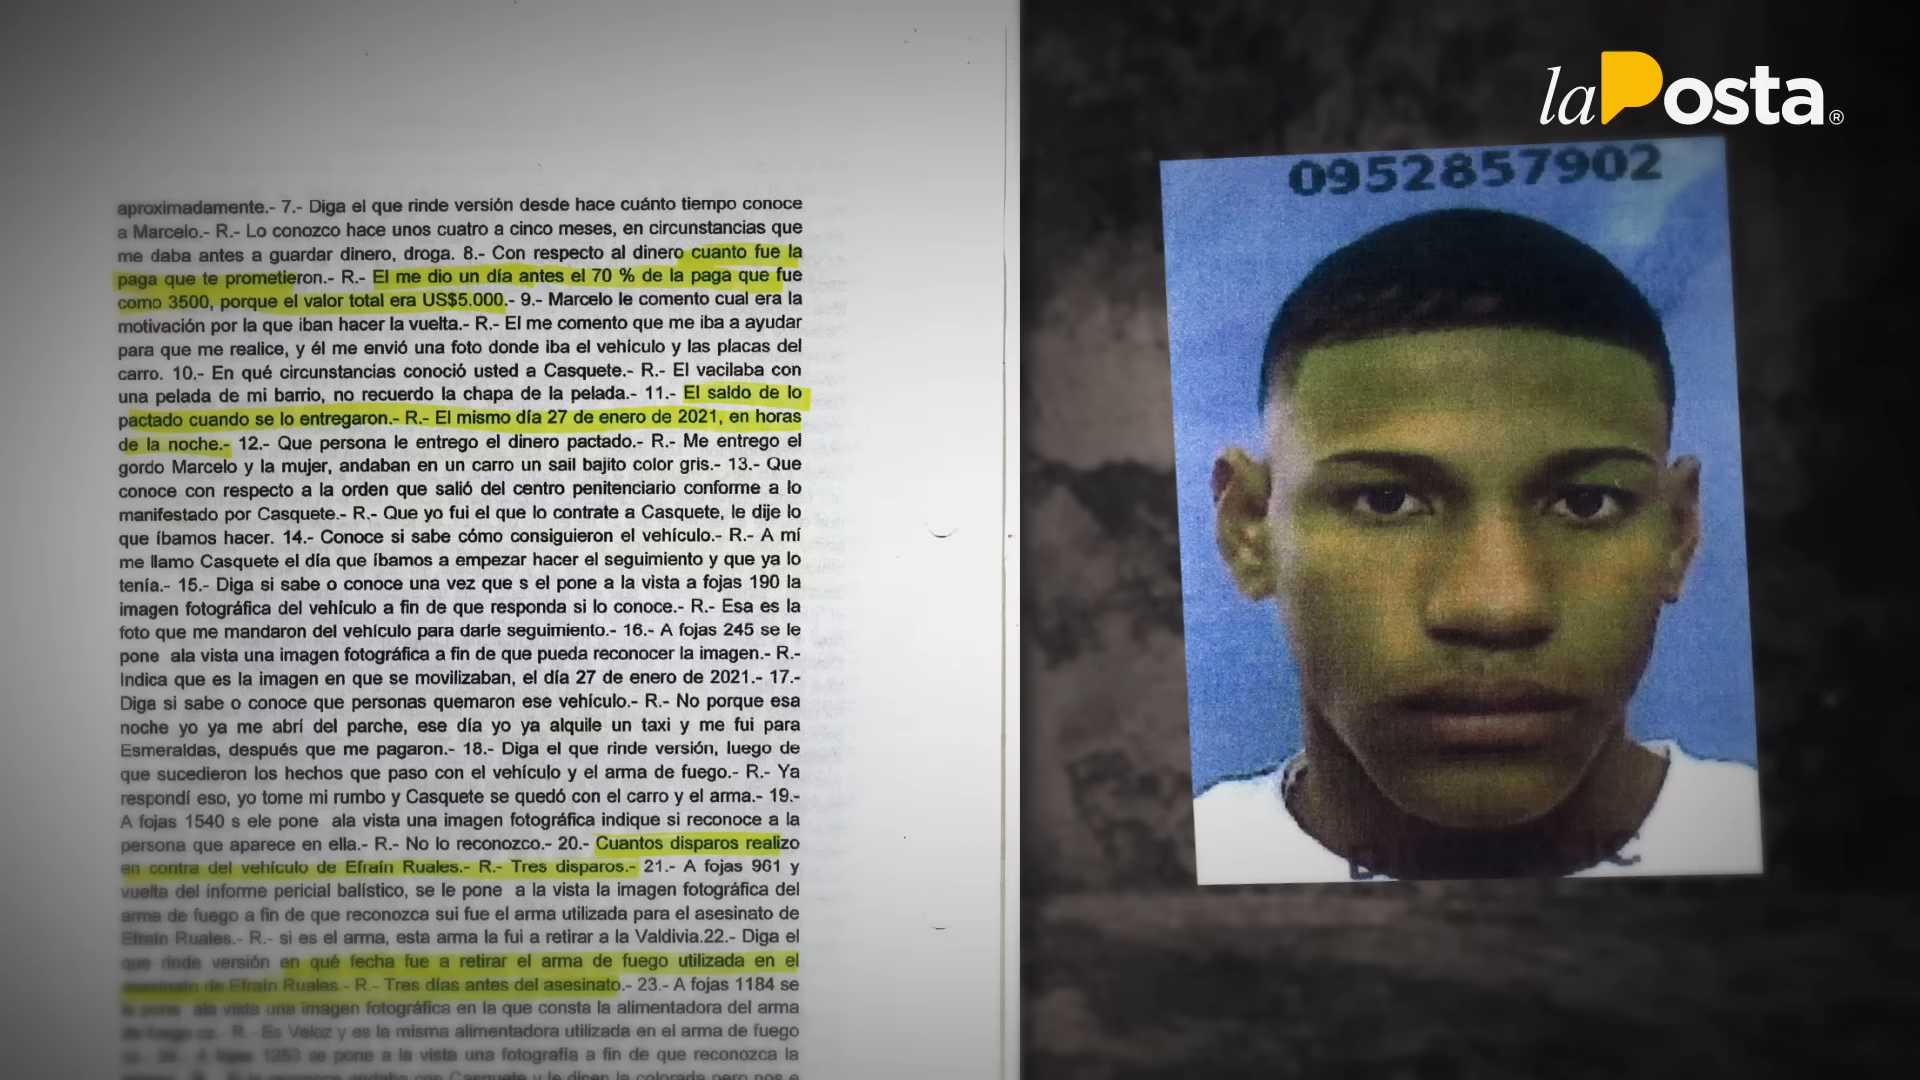 aproximadamente.- 7.- Diga el que rinde versión desde hace cuánto tiempo conoce
a Marcelo.- R.- Lo conozco hace unos cuatro a cinco meses, en circunstancias que
me daba antes a guardar dinero, droga. 8.- Con respecto al dinero cuanto fue la
paga que te prometieron.- R.- El me dio un día antes el 70 % de la paga que fue
como 3500, porque el valor total era US$5.000.- 9.- Marcelo le comento cual era la
motivación por la que iban hacer la vuelta.- R.- El me comento que me iba a ayudar
para que me realice, y él me envió una foto donde iba el vehículo y las placas del
carro. 10.- En qué circunstancias conoció usted a Casquete.- R.- El vacilaba con
una pelada de mi barrio, no recuerdo la chapa de la pelada.- 11.- El saldo de lo
pactado cuando se lo entregaron.- R.- El mismo día 27 de enero de 2021, en horas
de la noche.- 12.- Que persona le entrego el dinero pactado.- R.- Me entrego el
gordo Marcelo y la mujer, andaban en un carro un sail bajito color gris.- 13.- Que
conoce con respecto a la orden que salió del centro penitenciario conforme a lo
manifestado por Casquete.- R.- Que yo fui el que lo contrate a Casquete, le dije lo
que íbamos hacer. 14.- Conoce si sabe cómo consiguieron el vehículo.- R.- A mí
me llamo Casquete el día que íbamos a empezar hacer el seguimiento y que ya lo
tenía.- 15.- Diga si sabe o conoce una vez que s el pone a la vista a fojas 190 la
imagen fotográfica del vehículo a fin de que responda si lo conoce.- R.- Esa es la
foto que me mandaron del vehículo para darle seguimiento.- 16.- A fojas 245 se le
pone ala vista una imagen fotográfica a fin de que pueda reconocer la imagen.- R.-
Indica que es la imagen en que se movilizaban, el día 27 de enero de 2021.- 17.-
Diga si sabe o conoce que personas quemaron ese vehículo.- R.- No porque esa
noche yo ya me abrí del parche, ese día yo ya alquile un taxi y me fui para
Esmeraldas, después que me pagaron.- 18.- Diga el que rinde versión, luego de
que sucedieron los hechos que paso con el vehículo y el arma de fuego.- R.- Ya
respondí eso, yo tome mi rumbo y Casquete se quedó con el carro y el arma.- 19.-
A fojas 1540 s ele pone ala vista una imagen fotográfica indique si reconoce a la
persona que aparece en ella.- R.- No lo reconozco.- 20.- Cuantos disparos realizo
en contra del vehículo de Efraín Ruales.- R.- Tres disparos.- 21.- A fojas 961 y
vuelta del informe pericial balístico, se le pone a la vista la imagen fotográfica del
arma de fuego a fin de que reconozca sui fue el arma utilizada para el asesinato de
Efraín Ruales.- R.- si es el arma, esta arma la fui a retirar a la Valdivia.22.- Diga el
que rinde versión en qué fecha fue a retirar el arma de fuego utilizada en el
asesinato de Efraín Ruales.- R.- Tres días antes del asesinato.- 23.- A fojas 1184 se
le pone ala vista una imagen fotográfica en la que consta la alimentadora del arma
de fuego R.- Es Veloz y es la misma alimentadora utilizada en el arma de fuego
A fojas 1253 se pone a la vista una fotografía a fin de que reconozca la
laPosta®
0952857902